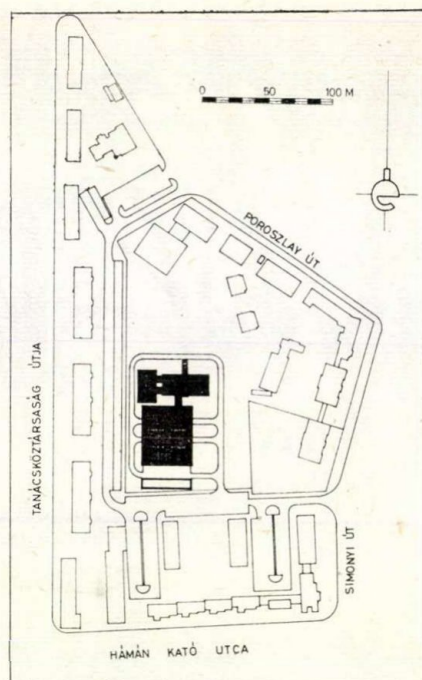 0 50 100 M
POROSZLAY ÚT
TANÁCSKÖZTÁRSASÁG ÚTJA
SIMONYI ÚT
HÁMÁN KATÓ UTCA